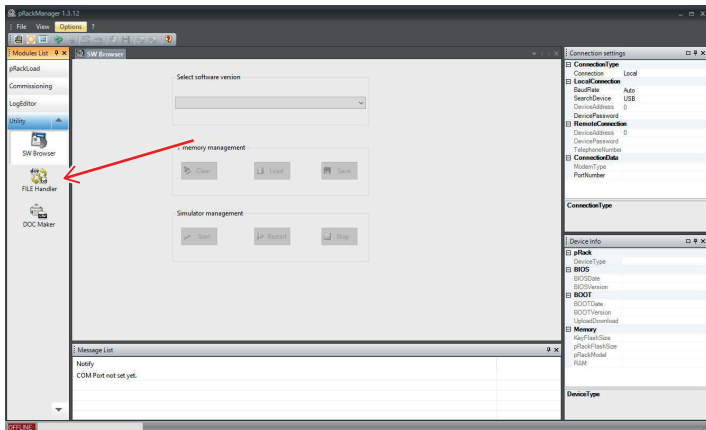 pRackManager 1.3.12
File View Options ?
Modules List
pRackLoad
Commissioning
LogEditor
Utility
SW Browser
FILE Handler
DOC Maker
SW Browser
Select software version
memory management
Clear
Load
Save
Simulator management
Start
Restart
Stop
Message List
Notify
COM Port not set yet.
Connection settings
ConnectionType
Connection Local
LocalConnection
BaudRate Auto
SearchDevice USB
DeviceAddress 0
DevicePassword
RemoteConnection
DeviceAddress 0
DevicePassword
TelephoneNumber
ConnectionData
ModemType
PortNumber
ConnectionType
Device Info
pRack
DeviceType
BIOS
BIOSDate
BIOSVersion
BOOT
BOOTDate
BOOTVersion
UploadDownload
Memory
KeyFlashSize
pRackFlashSize
pRackModel
RAM
DeviceType
OFFLINE